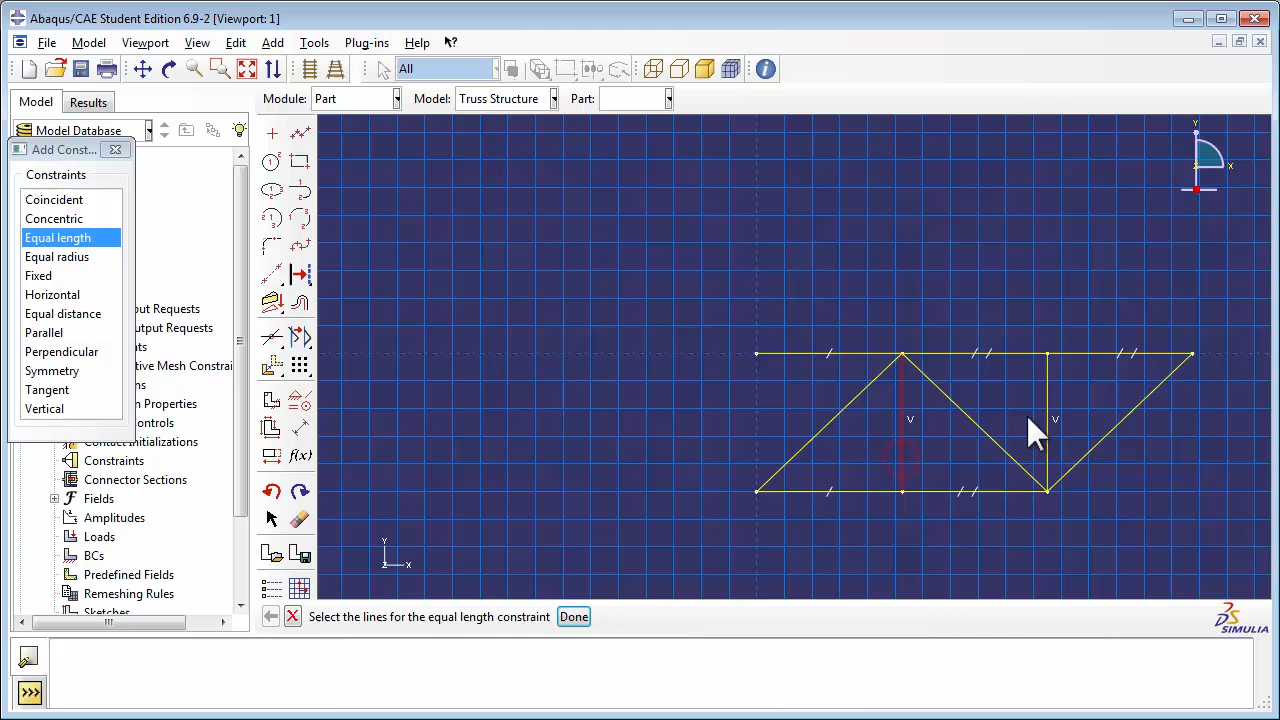 Abaqus/CAE Student Edition 6.9-2 [Viewport: 1]
File Model Viewport View Edit Add Tools Plug-ins Help
All
Model Results Module: Part Model: Truss Structure Part:
Model Database
Add Const...
Constraints
Coincident
Concentric
Equal length
Equal radius
Fixed
Horizontal
Equal distance
Parallel
Perpendicular
Symmetry
Tangent
Vertical
put Requests
utput Requests
ts
tive Mesh Constrai
ties
n Properties
ntrols
Contact Initializations
Constraints
Connector Sections
Fields
Amplitudes
Loads
BCs
Predefined Fields
Remeshing Rules
Sketches
f(x)
Y
Z X
V V
Y
Z X
Select the lines for the equal length constraint Done
SIMULIA